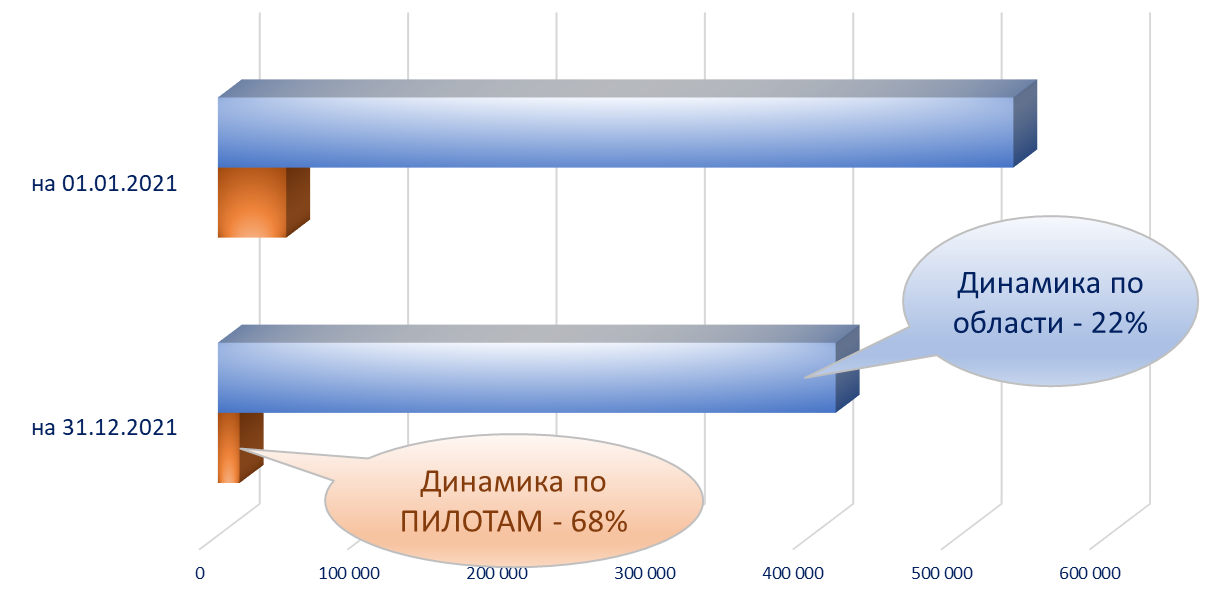 на 01.01.2021
Динамика по
области - 22%
на 31.12.2021
Динамика по
ПИЛОТАМ - 68%
0 100 000 200 000 300 000 400 000 500 000 600 000